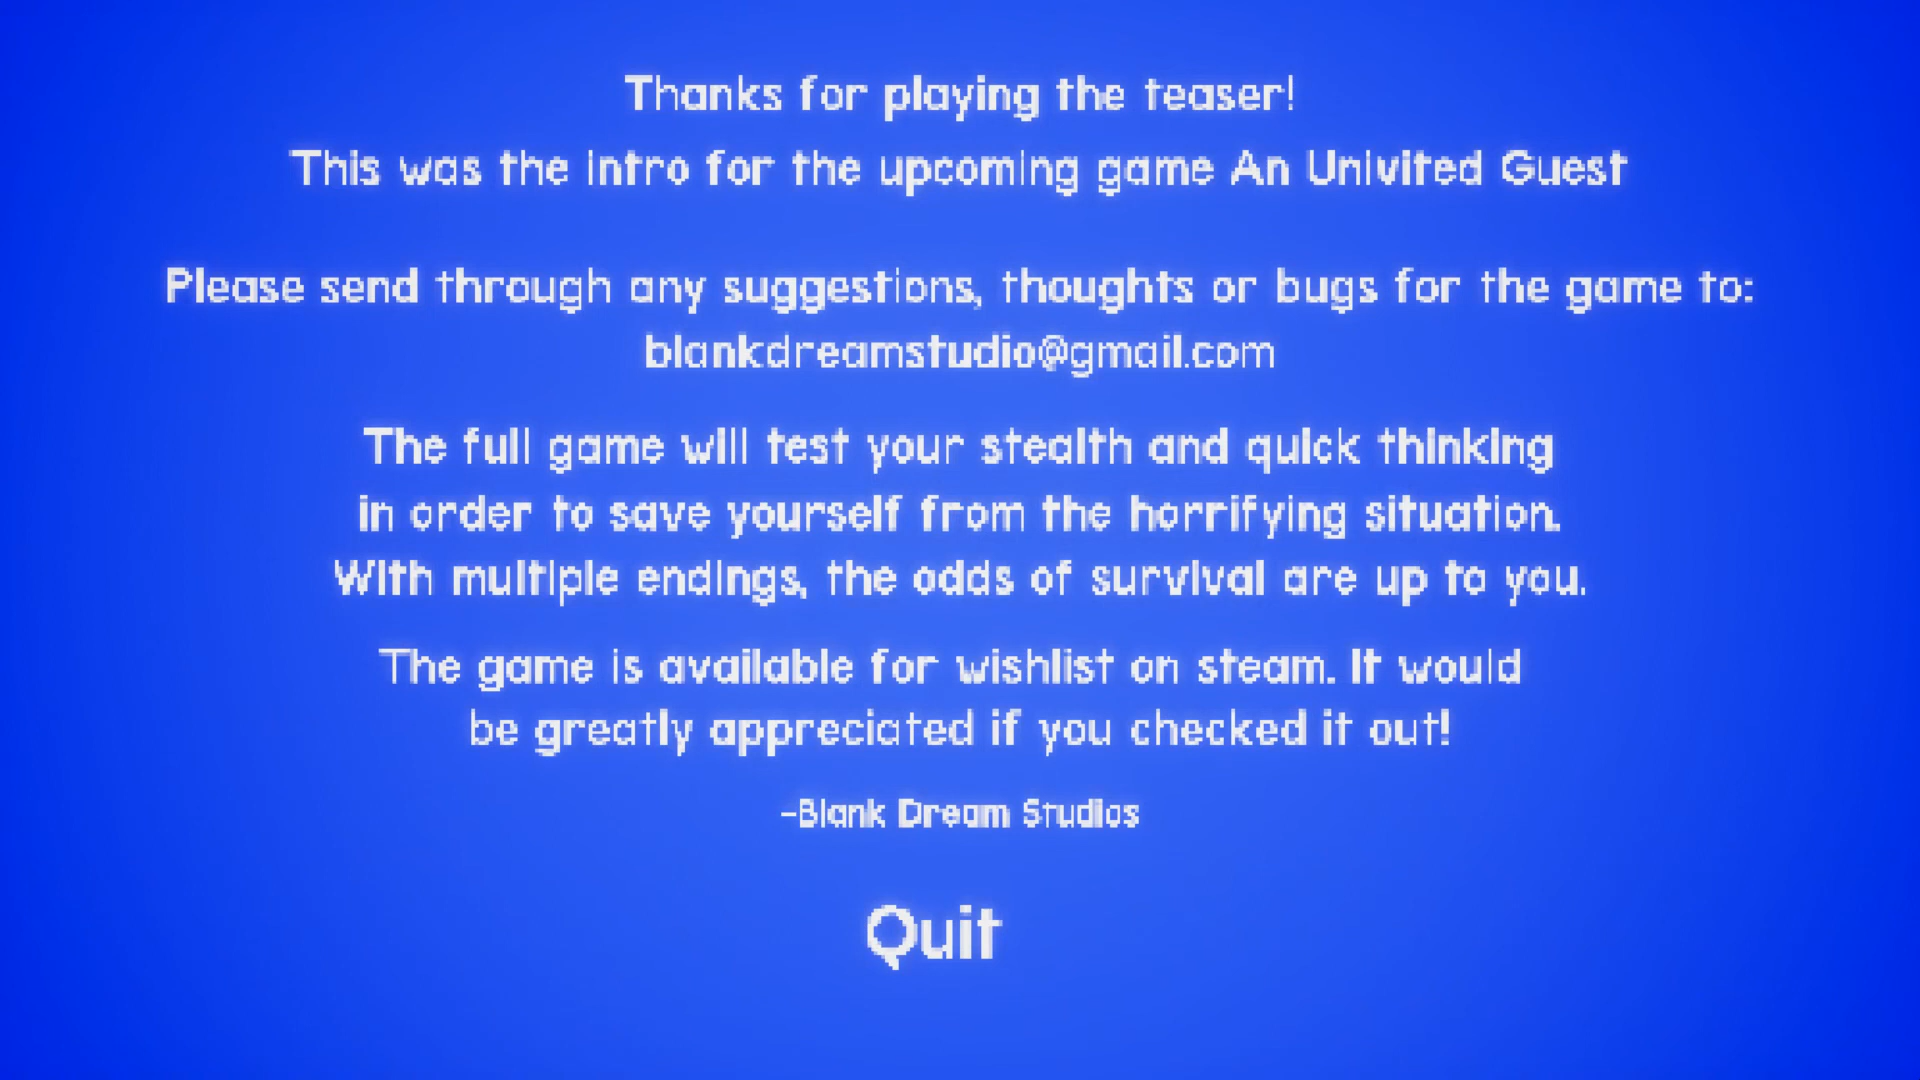 Thanks for playing the teaser!
This was the intro for the upcoming game An Univited Guest
Please send through any suggestions, thoughts or bugs for the game to:
blankdreamstudio@gmail.com
The full game will test your stealth and quick thinking
in order to save yourself from the horrifying situation.
With multiple endings, the odds of survival are up to you.
The game is available for wishlist on steam. It would
be greatly appreciated if you checked it out!
-Blank Dream Studios
Quit